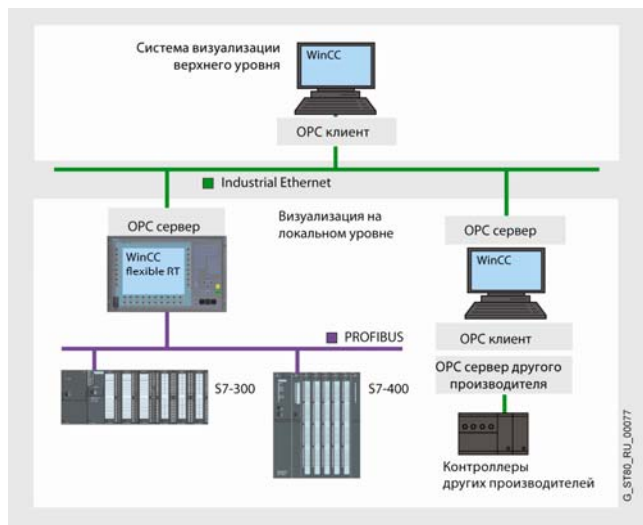 Система визуализации
верхнего уровня
WinCC
OPC клиент
Industrial Ethernet
OPC сервер
Визуализация на
локальном уровне
OPC сервер
WinCC
flexible RT
WinCC
PROFIBUS
OPC клиент
S7-300
S7-400
OPC сервер другого
производителя
Контроллеры
других производителей
G_ST80_RU_00077